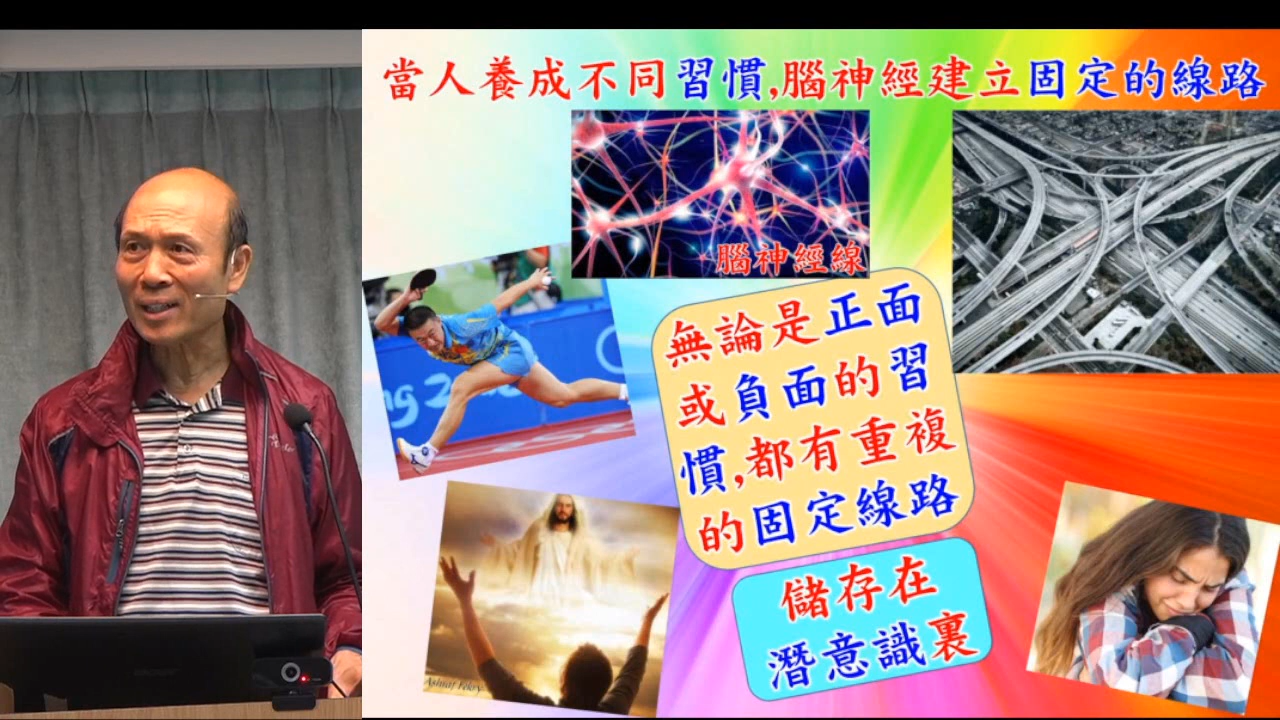 當人養成不同習慣,腦神經建立固定的線路
腦神經線
無論是正面
或負面的習
慣,都有重複
的固定線路
儲存在
潛意識裏
Ashraf Fekry